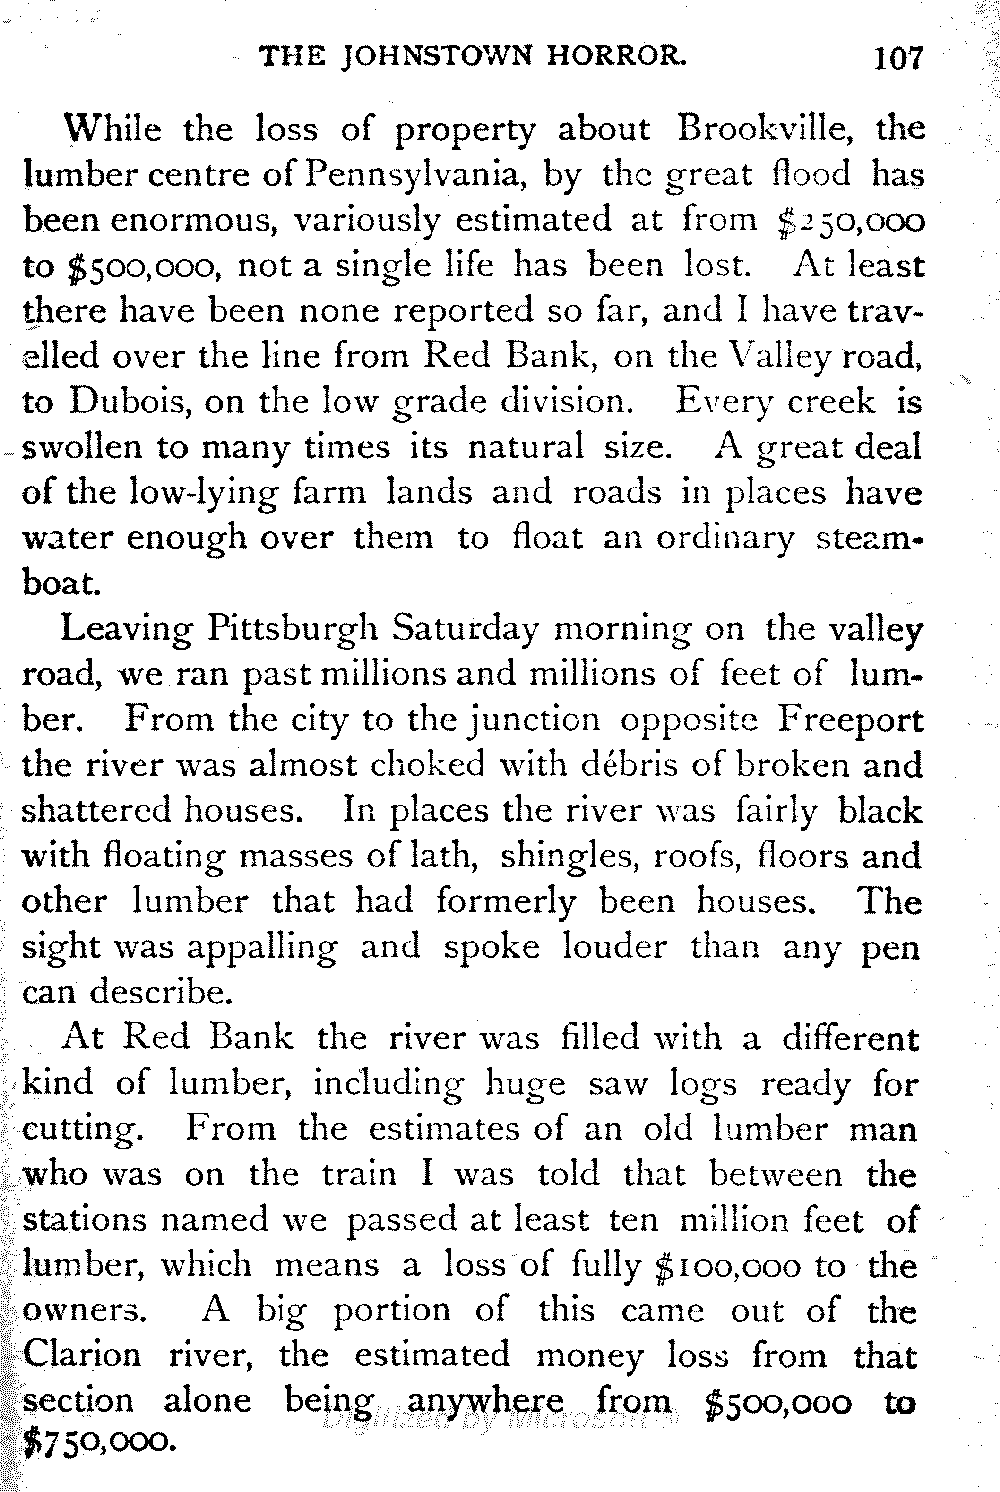 THE JOHNSTOWN HORROR. 107
While the loss of property about Brookville, the
lumber centre of Pennsylvania, by the great flood has
been enormous, variously estimated at from $250,000
to $500,000, not a single life has been lost. At least
there have been none reported so far, and I have trav-
elled over the line from Red Bank, on the Valley road,
to Dubois, on the low grade division. Every creek is
swollen to many times its natural size. A great deal
of the low-lying farm lands and roads in places have
water enough over them to float an ordinary steam-
boat.
Leaving Pittsburgh Saturday morning on the valley
road, we ran past millions and millions of feet of lum-
ber. From the city to the junction opposite Freeport
the river was almost choked with débris of broken and
shattered houses. In places the river was fairly black
with floating masses of lath, shingles, roofs, floors and
other lumber that had formerly been houses. The
sight was appalling and spoke louder than any pen
can describe.
At Red Bank the river was filled with a different
kind of lumber, including huge saw logs ready for
cutting. From the estimates of an old lumber man
who was on the train I was told that between the
stations named we passed at least ten million feet of
lumber, which means a loss of fully $100,000 to the
owners. A big portion of this came out of the
Clarion river, the estimated money loss from that
section alone being anywhere from $500,000 to
$750,000.
Digitized by Microsoft ®